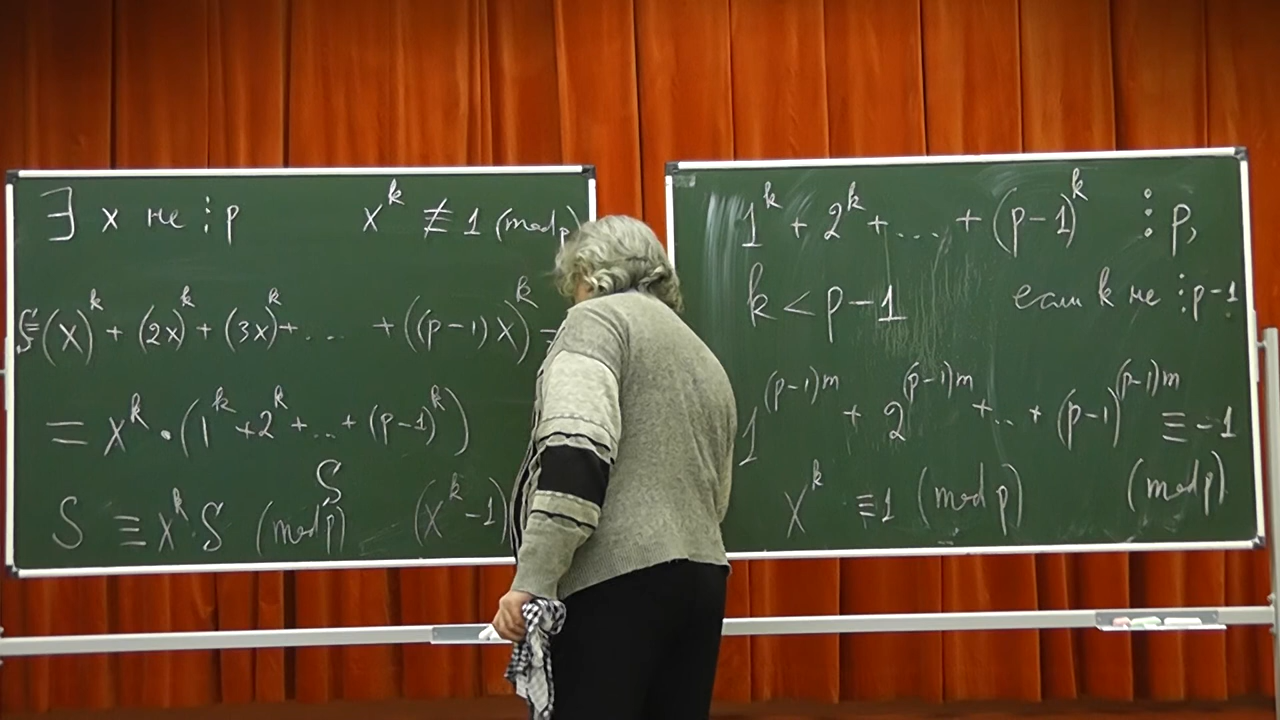 ∃ x не ⋮ p x^k ≢ 1 (mod p)
S ≡ (x)^k + (2x)^k + (3x)^k + ... + ((p-1)x)^k =
= x^k · (1^k + 2^k + ... + (p-1)^k)
S
S ≡ x^k S (mod p) (x^k - 1)
1^k + 2^k + ... + (p-1)^k ⋮ p,
k < p-1 если k не ⋮ p-1
1^{(p-1)m} + 2^{(p-1)m} + ... + (p-1)^{(p-1)m} ≡ -1
x^k ≡ 1 (mod p) (mod p)